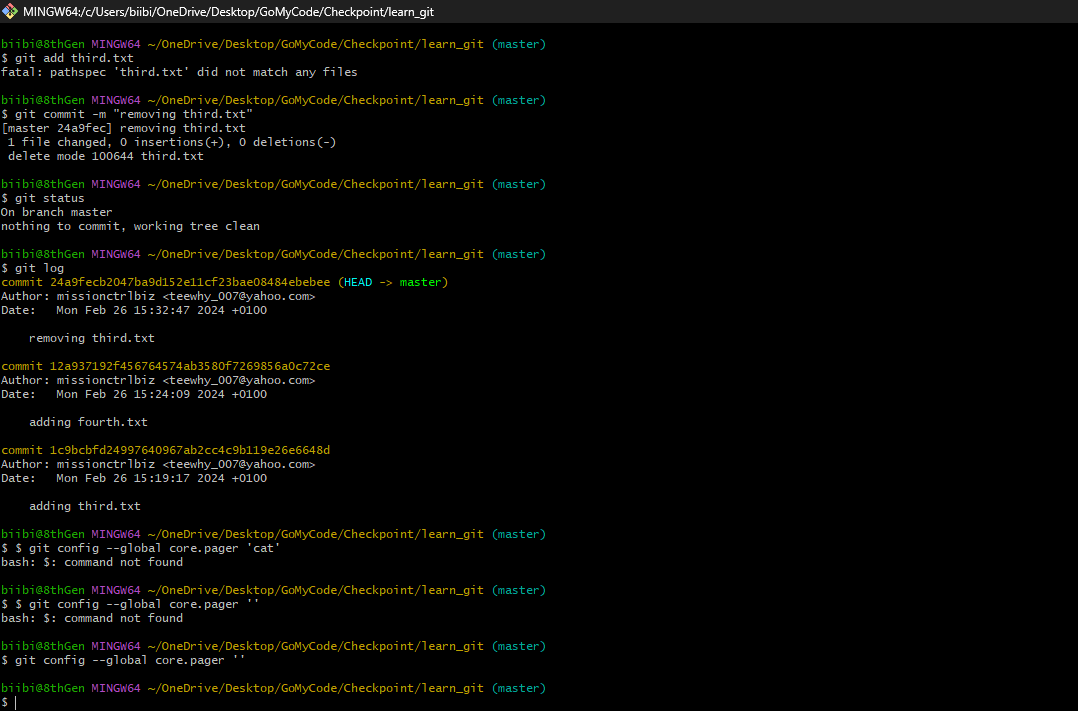 MINGW64:/c/Users/biibi/OneDrive/Desktop/GoMyCode/Checkpoint/learn_git
biibi@8thGen MINGW64 ~/OneDrive/Desktop/GoMyCode/Checkpoint/learn_git (master)
$ git add third.txt
fatal: pathspec 'third.txt' did not match any files
biibi@8thGen MINGW64 ~/OneDrive/Desktop/GoMyCode/Checkpoint/learn_git (master)
$ git commit -m "removing third.txt"
[master 24a9fec] removing third.txt
1 file changed, 0 insertions(+), 0 deletions(-)
delete mode 100644 third.txt
biibi@8thGen MINGW64 ~/OneDrive/Desktop/GoMyCode/Checkpoint/learn_git (master)
$ git status
On branch master
nothing to commit, working tree clean
biibi@8thGen MINGW64 ~/OneDrive/Desktop/GoMyCode/Checkpoint/learn_git (master)
$ git log
commit 24a9fecb2047ba9d152e11cf23bae08484ebebee (HEAD -> master)
Author: missionctrlbiz <teewhy_007@yahoo.com>
Date:   Mon Feb 26 15:32:47 2024 +0100
removing third.txt
commit 12a937192f456764574ab3580f7269856a0c72ce
Author: missionctrlbiz <teewhy_007@yahoo.com>
Date:   Mon Feb 26 15:24:09 2024 +0100
adding fourth.txt
commit 1c9bcbfd24997640967ab2cc4c9b119e26e6648d
Author: missionctrlbiz <teewhy_007@yahoo.com>
Date:   Mon Feb 26 15:19:17 2024 +0100
adding third.txt
biibi@8thGen MINGW64 ~/OneDrive/Desktop/GoMyCode/Checkpoint/learn_git (master)
$ $ git config --global core.pager 'cat'
bash: $: command not found
biibi@8thGen MINGW64 ~/OneDrive/Desktop/GoMyCode/Checkpoint/learn_git (master)
$ $ git config --global core.pager ''
bash: $: command not found
biibi@8thGen MINGW64 ~/OneDrive/Desktop/GoMyCode/Checkpoint/learn_git (master)
$ git config --global core.pager ''
biibi@8thGen MINGW64 ~/OneDrive/Desktop/GoMyCode/Checkpoint/learn_git (master)
$